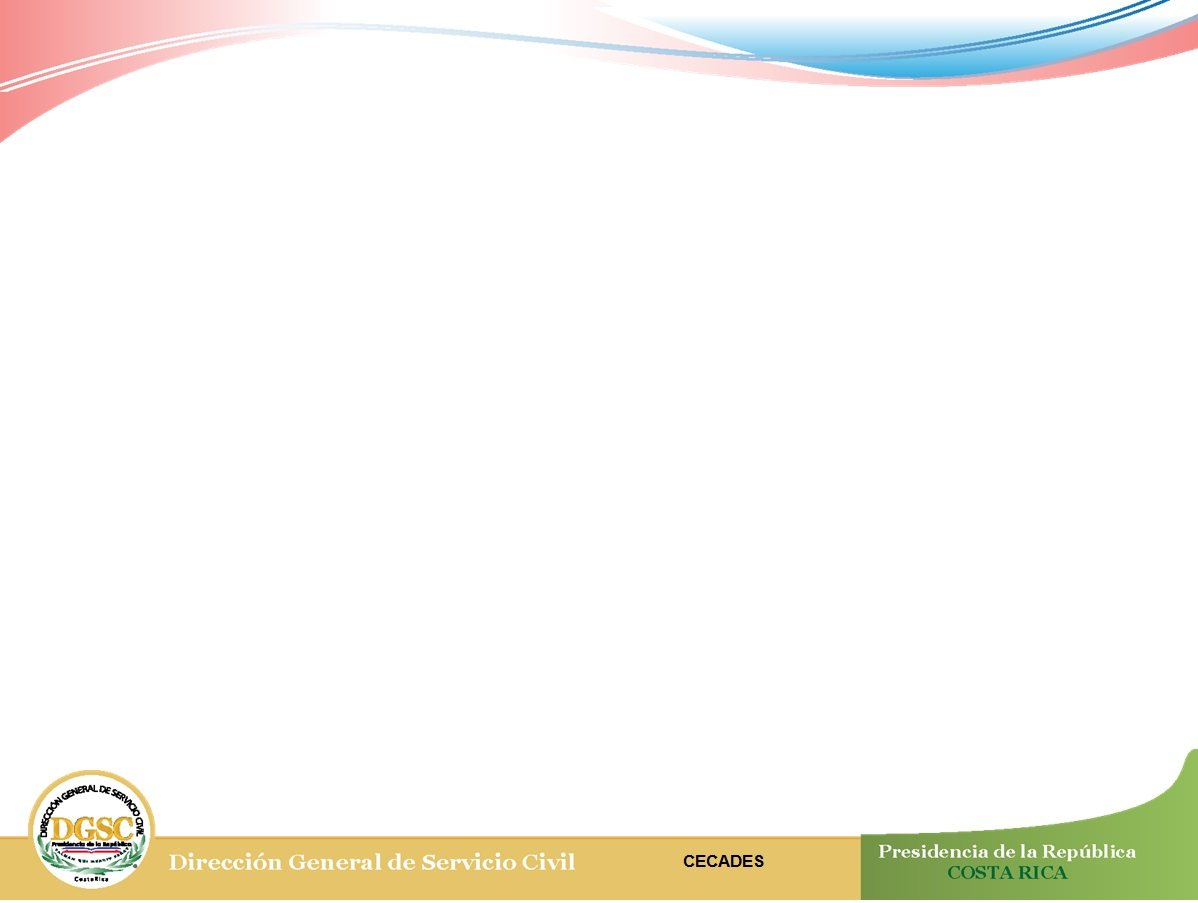 DIRECCIÓN GENERAL DE SERVICIO CIVIL
DGSC
Presidencia de la República
Costa Rica
Dirección General de Servicio Civil
CECADES
Presidencia de la República
COSTA RICA